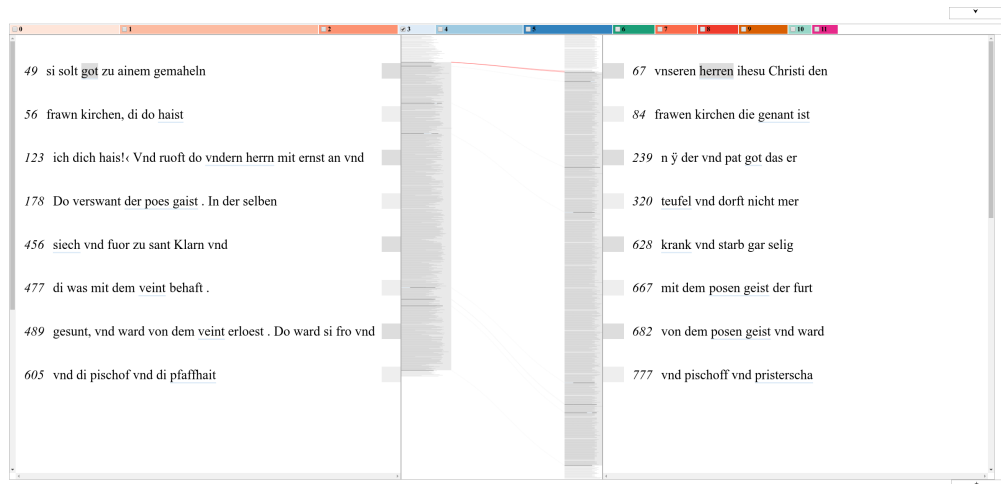 0 1 2 3 4 5 6 7 8 9 10 11
49 si solt got zu ainem gemaheln
56 frawn kirchen, di do haist
123 ich dich hais!‹ Vnd ruoft do vndern herrn mit ernst an vnd
178 Do verswant der poes gaist . In der selben
456 siech vnd fuor zu sant Klarn vnd
477 di was mit dem veint behaft .
489 gesunt, vnd ward von dem veint erloest . Do ward si fro vnd
605 vnd di pischof vnd di pfaffhait
67 vnseren herren ihesu Christi den
84 frawen kirchen die genant ist
239 n ÿ der vnd pat got das er
320 teufel vnd dorft nicht mer
628 krank vnd starb gar selig
667 mit dem posen geist der furt
682 von dem posen geist vnd ward
777 vnd pischoff vnd pristerscha